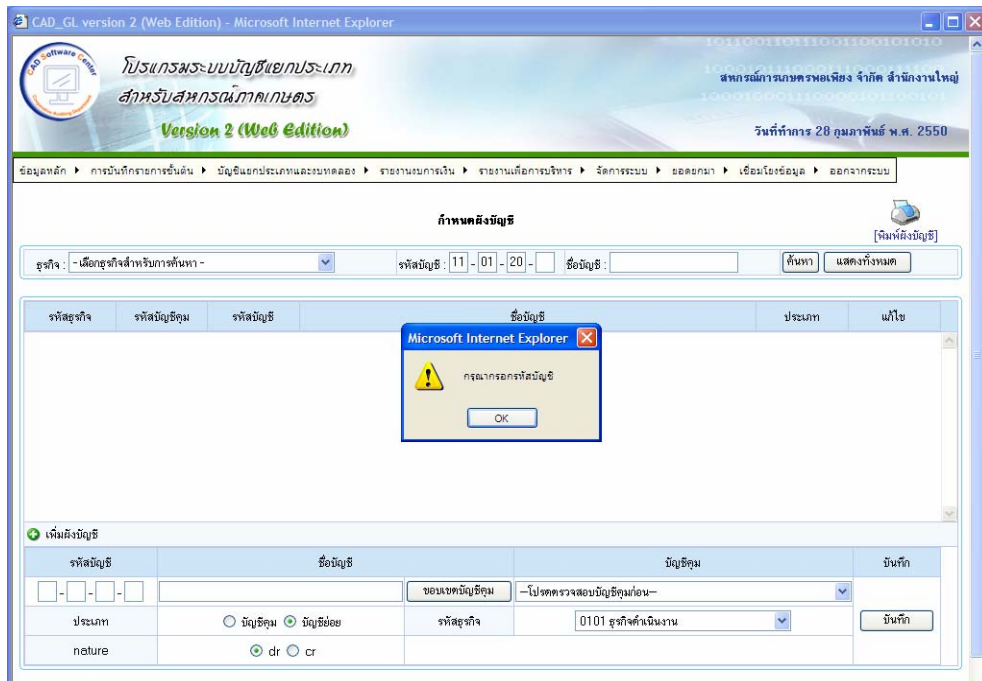 CAD_GL version 2 (Web Edition) - Microsoft Internet Explorer
CAD Software Center
โปรแกรมระบบบัญชีแยกประเภท
สำหรับสหกรณ์ภาคเกษตร
Version 2 (Web Edition)
สหกรณ์การเกษตรพอเพียง จำกัด สำนักงานใหญ่
วันที่ทำการ 28 กุมภาพันธ์ พ.ศ. 2550
ข้อมูลหลัก การบันทึกรายการขั้นต้น บัญชีแยกประเภทและงบทดลอง รายงานงบการเงิน รายงานเพื่อการบริหาร จัดการระบบ ยอดยกมา เชื่อมโยงข้อมูล ออกจากระบบ
กำหนดผังบัญชี
[พิมพ์ผังบัญชี]
ธุรกิจ : - เลือกธุรกิจสำหรับการค้นหา - รหัสบัญชี : 11 - 01 - 20 - ชื่อบัญชี : ค้นหา แสดงทั้งหมด
รหัสธุรกิจ รหัสบัญชีคุม รหัสบัญชี ชื่อบัญชี ประเภท แก้ไข
Microsoft Internet Explorer
กรุณากรอกรหัสบัญชี
OK
เพิ่มผังบัญชี
รหัสบัญชี ชื่อบัญชี บัญชีคุม บันทึก
- - - ขอบเขตบัญชีคุม --โปรดตรวจสอบบัญชีคุมก่อน--
ประเภท บัญชีคุม บัญชีย่อย รหัสธุรกิจ 0101 ธุรกิจดำเนินงาน บันทึก
nature dr cr